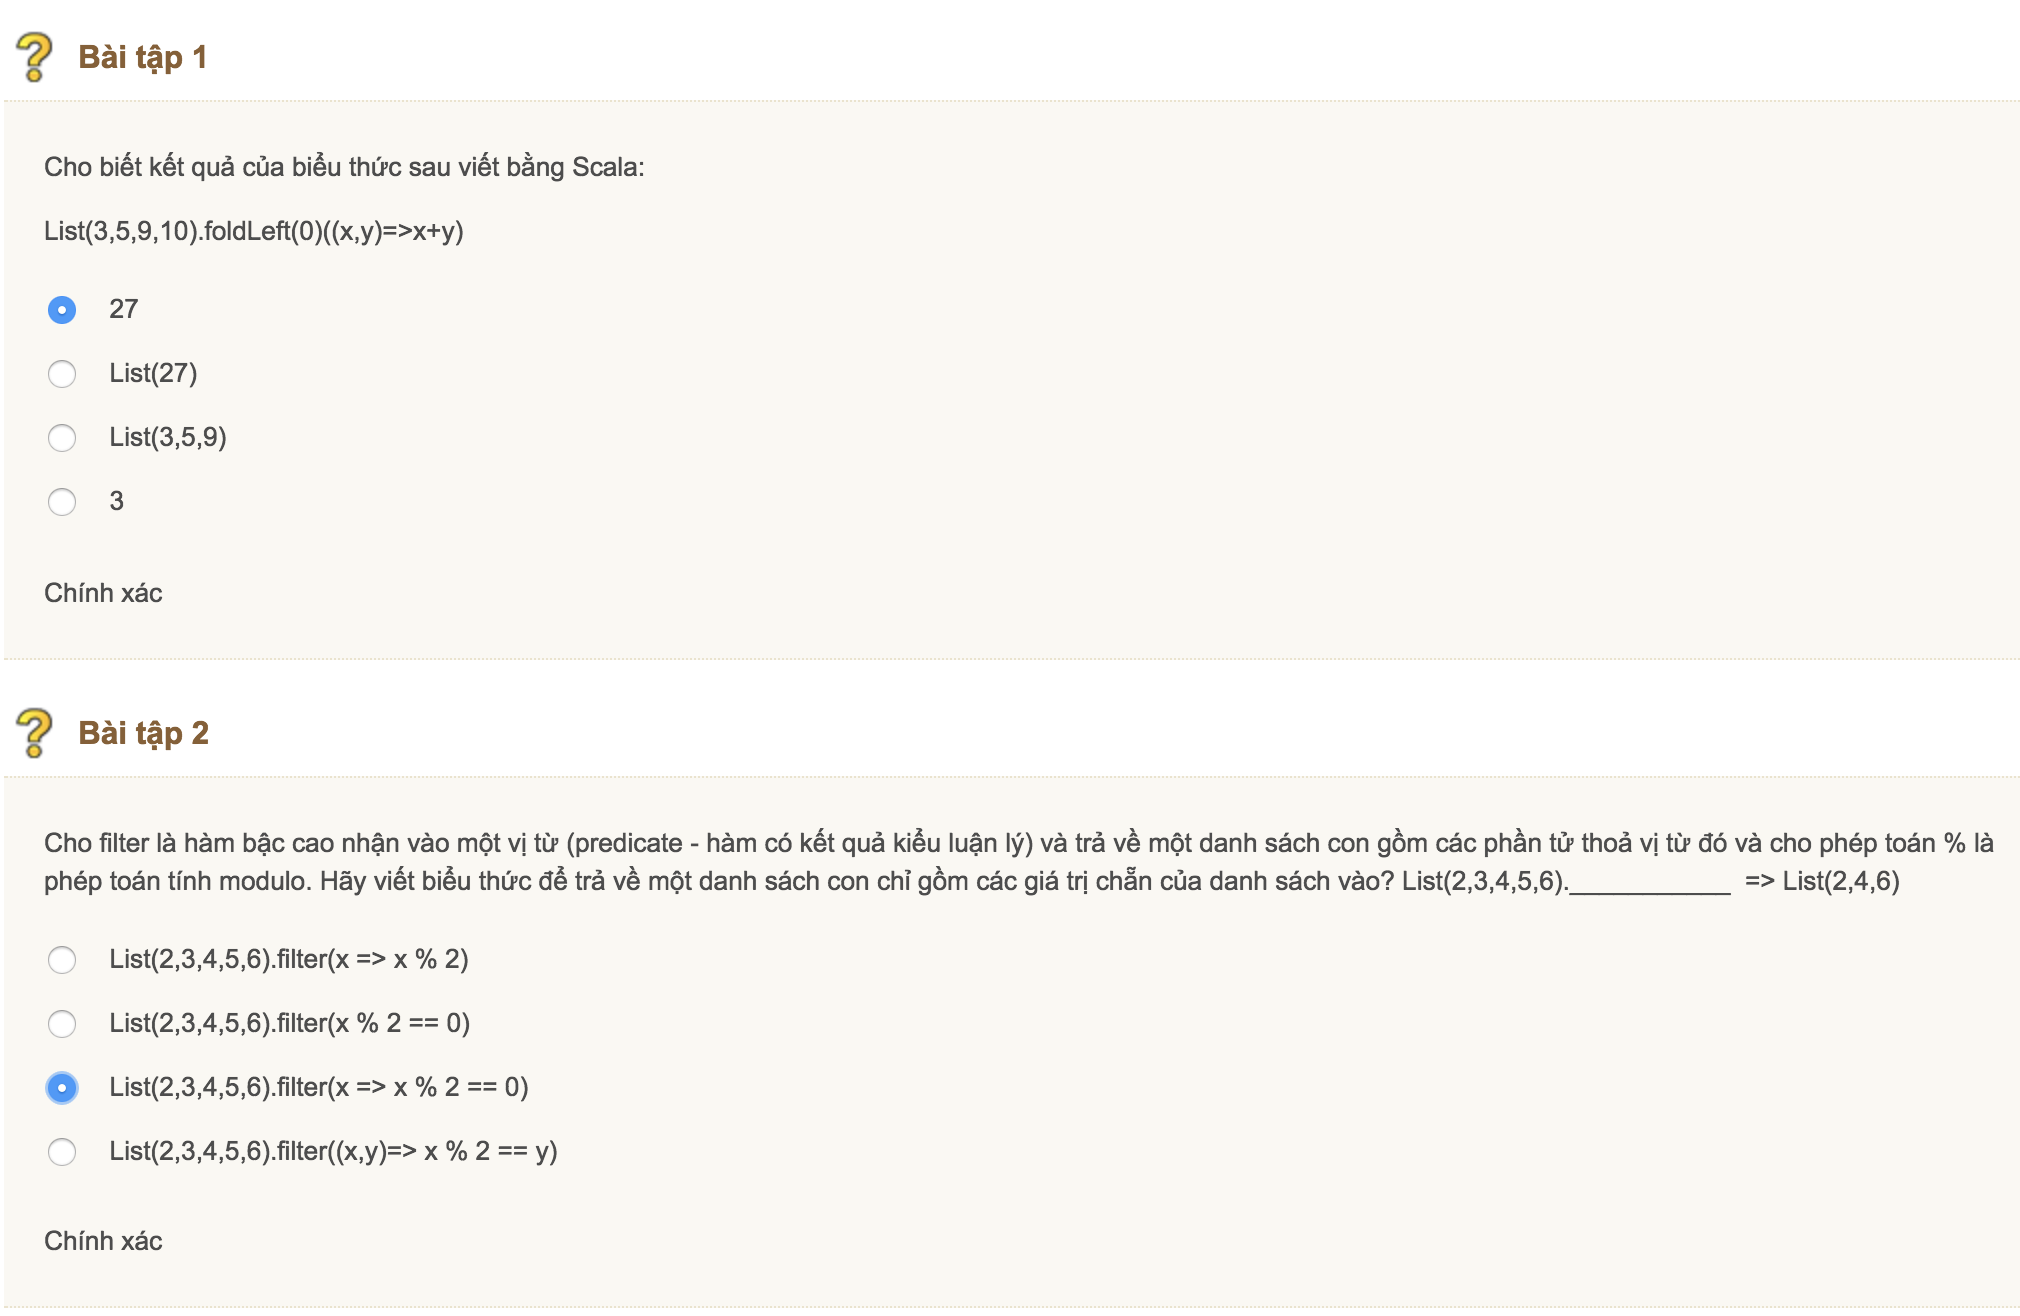 Bài tập 1
Cho biết kết quả của biểu thức sau viết bằng Scala:
List(3,5,9,10).foldLeft(0)((x,y)=>x+y)
27
List(27)
List(3,5,9)
3
Chính xác
Bài tập 2
Cho filter là hàm bậc cao nhận vào một vị từ (predicate - hàm có kết quả kiểu luận lý) và trả về một danh sách con gồm các phần tử thoả vị từ đó và cho phép toán % là
phép toán tính modulo. Hãy viết biểu thức để trả về một danh sách con chỉ gồm các giá trị chẵn của danh sách vào? List(2,3,4,5,6).___________ => List(2,4,6)
List(2,3,4,5,6).filter(x => x % 2)
List(2,3,4,5,6).filter(x % 2 == 0)
List(2,3,4,5,6).filter(x => x % 2 == 0)
List(2,3,4,5,6).filter((x,y)=> x % 2 == y)
Chính xác